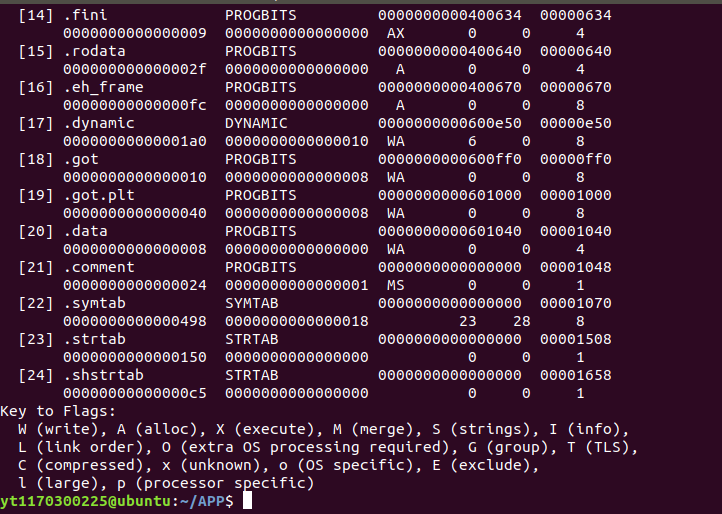 [14] .fini PROGBITS 0000000000400634 00000634
0000000000000009 0000000000000000 AX 0 0 4
[15] .rodata PROGBITS 0000000000400640 00000640
000000000000002f 0000000000000000 A 0 0 4
[16] .eh_frame PROGBITS 0000000000400670 00000670
00000000000000fc 0000000000000000 A 0 0 8
[17] .dynamic DYNAMIC 0000000000600e50 00000e50
00000000000001a0 0000000000000010 WA 6 0 8
[18] .got PROGBITS 0000000000600ff0 00000ff0
0000000000000010 0000000000000008 WA 0 0 8
[19] .got.plt PROGBITS 0000000000601000 00001000
0000000000000040 0000000000000008 WA 0 0 8
[20] .data PROGBITS 0000000000601040 00001040
0000000000000008 0000000000000000 WA 0 0 4
[21] .comment PROGBITS 0000000000000000 00001048
0000000000000024 0000000000000001 MS 0 0 1
[22] .symtab SYMTAB 0000000000000000 00001070
0000000000000498 0000000000000018 23 28 8
[23] .strtab STRTAB 0000000000000000 00001508
0000000000000150 0000000000000000 0 0 1
[24] .shstrtab STRTAB 0000000000000000 00001658
00000000000000c5 0000000000000000 0 0 1
Key to Flags:
W (write), A (alloc), X (execute), M (merge), S (strings), I (info),
L (link order), O (extra OS processing required), G (group), T (TLS),
C (compressed), x (unknown), o (OS specific), E (exclude),
l (large), p (processor specific)
yt1170300225@ubuntu:~/APP$